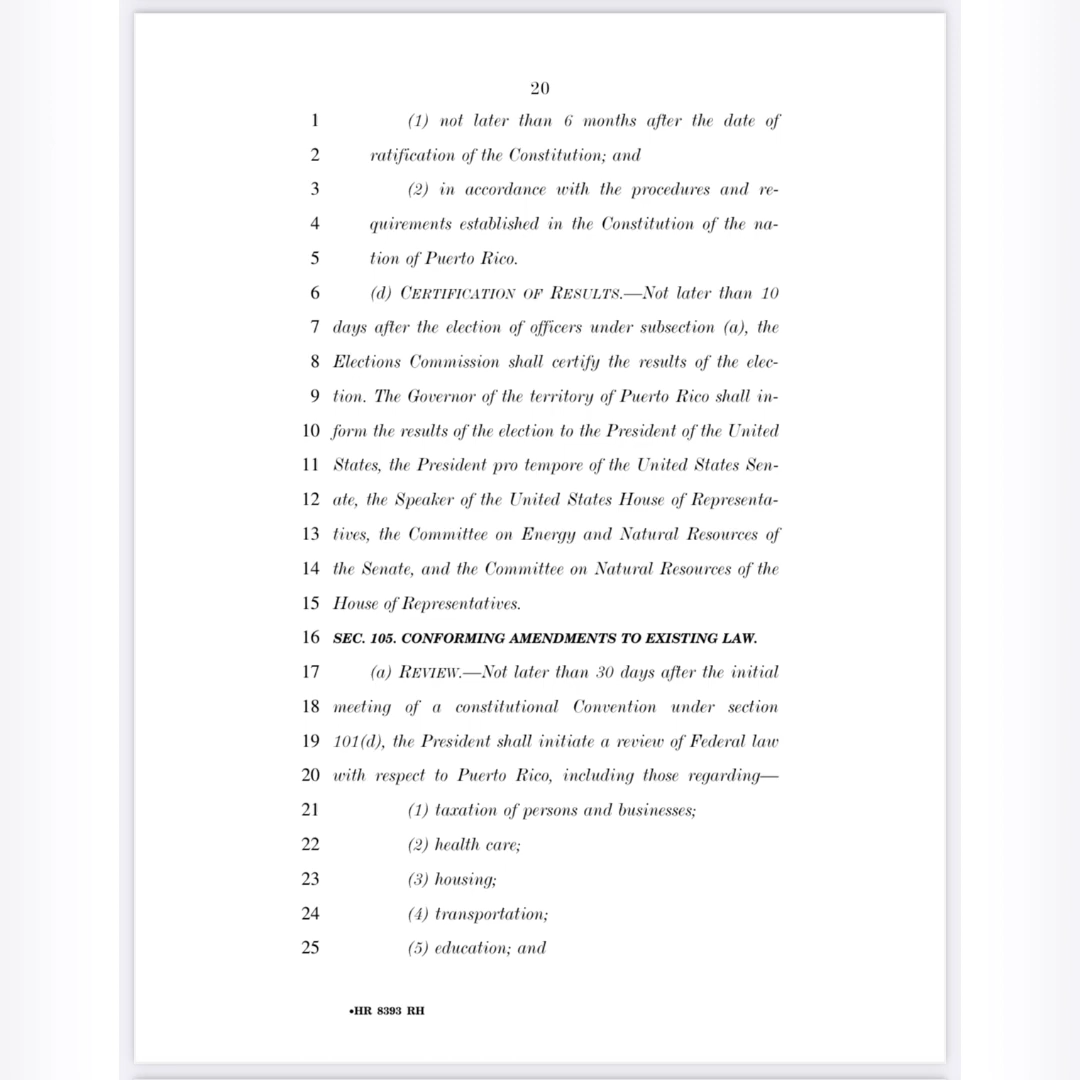 20
1 (1) not later than 6 months after the date of
2 ratification of the Constitution; and
3 (2) in accordance with the procedures and re-
4 quirements established in the Constitution of the na-
5 tion of Puerto Rico.
6 (d) CERTIFICATION OF RESULTS.—Not later than 10
7 days after the election of officers under subsection (a), the
8 Elections Commission shall certify the results of the elec-
9 tion. The Governor of the territory of Puerto Rico shall in-
10 form the results of the election to the President of the United
11 States, the President pro tempore of the United States Sen-
12 ate, the Speaker of the United States House of Representa-
13 tives, the Committee on Energy and Natural Resources of
14 the Senate, and the Committee on Natural Resources of the
15 House of Representatives.
16 SEC. 105. CONFORMING AMENDMENTS TO EXISTING LAW.
17 (a) REVIEW.—Not later than 30 days after the initial
18 meeting of a constitutional Convention under section
19 101(d), the President shall initiate a review of Federal law
20 with respect to Puerto Rico, including those regarding—
21 (1) taxation of persons and businesses;
22 (2) health care;
23 (3) housing;
24 (4) transportation;
25 (5) education; and
•HR 8393 RH